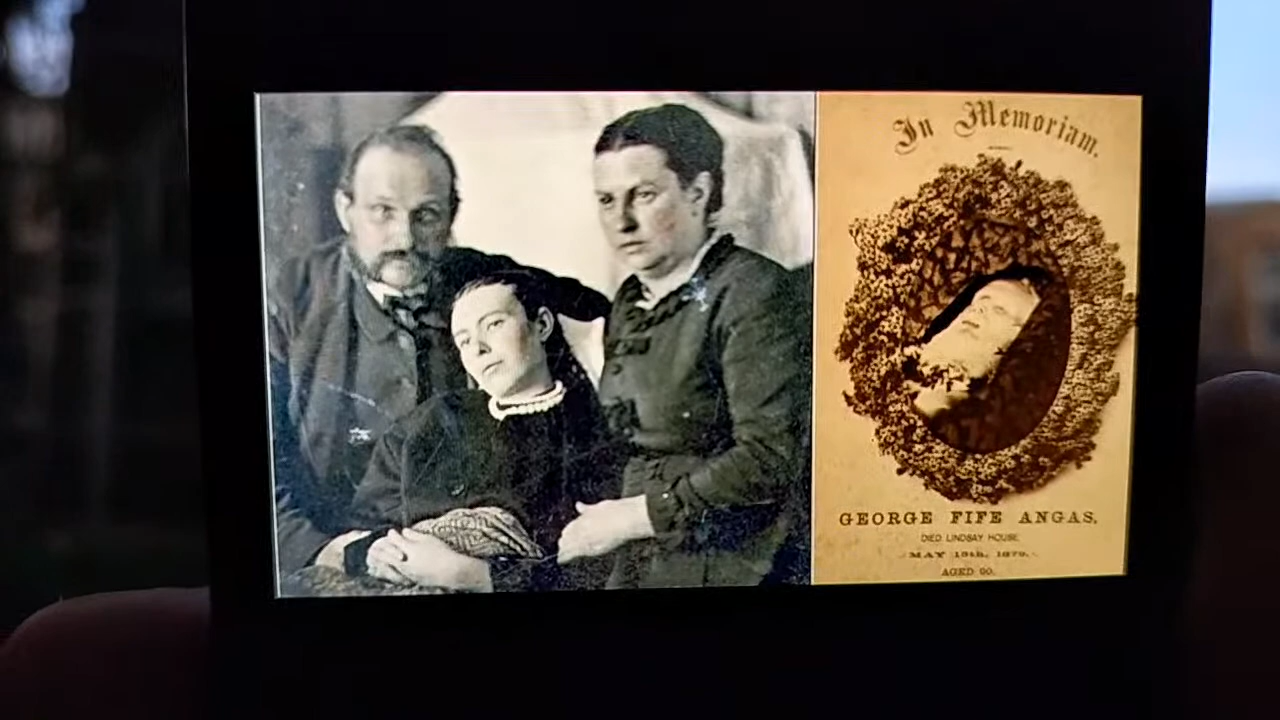 In Memoriam.
GEORGE FIFE ANGAS,
DIED LINDSAY HOUSE
MAY 15th, 1879.
AGED 90.